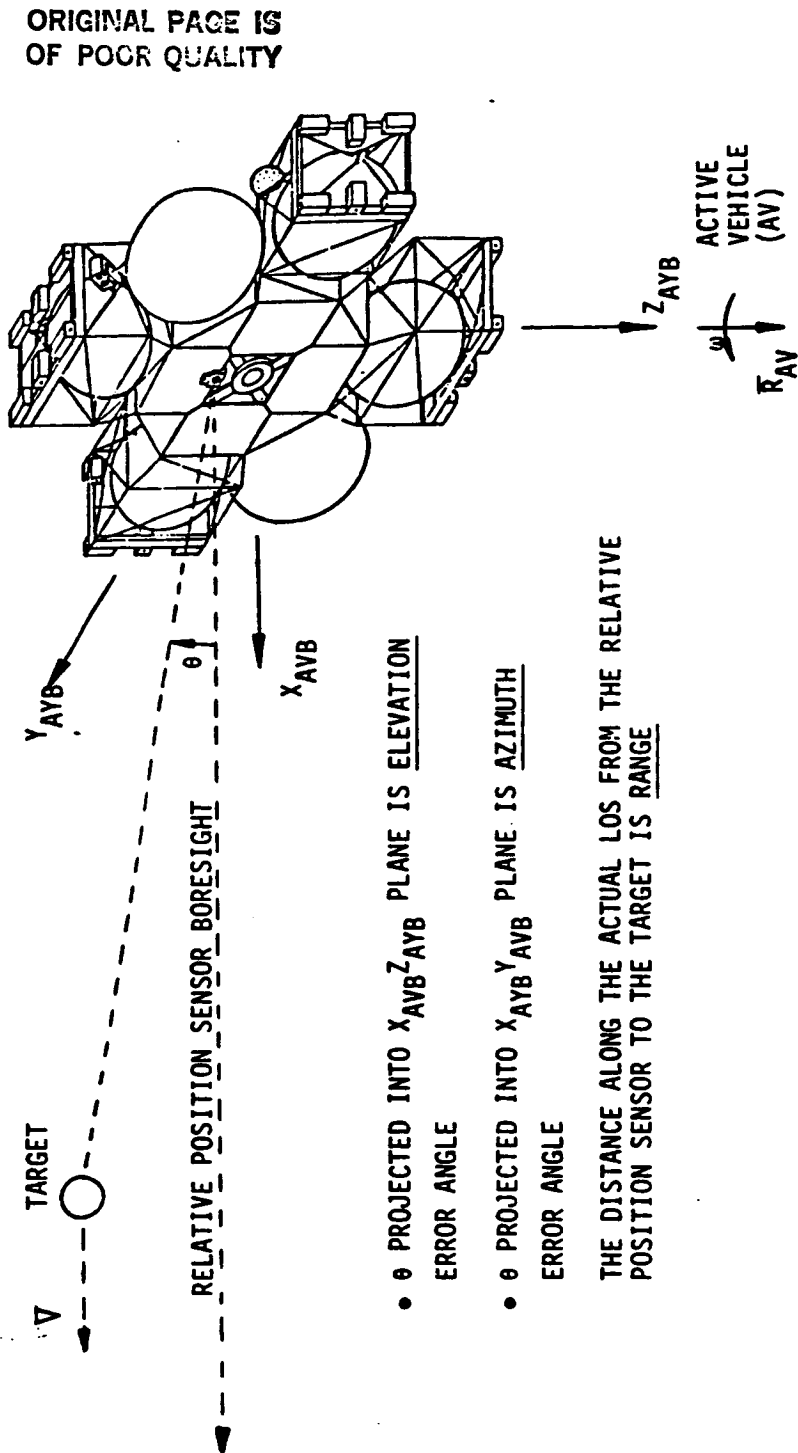 ORIGINAL PAGE IS
OF POOR QUALITY
TARGET
V̅
RELATIVE POSITION SENSOR BORESIGHT
θ
Y_AYB
X_AVB
Z_AYB
ω
R̅_AV
ACTIVE
VEHICLE
(AV)
• θ PROJECTED INTO X_AVB Z_AYB PLANE IS ELEVATION
ERROR ANGLE
• θ PROJECTED INTO X_AYB Y_AVB PLANE IS AZIMUTH
ERROR ANGLE
THE DISTANCE ALONG THE ACTUAL LOS FROM THE RELATIVE
POSITION SENSOR TO THE TARGET IS RANGE